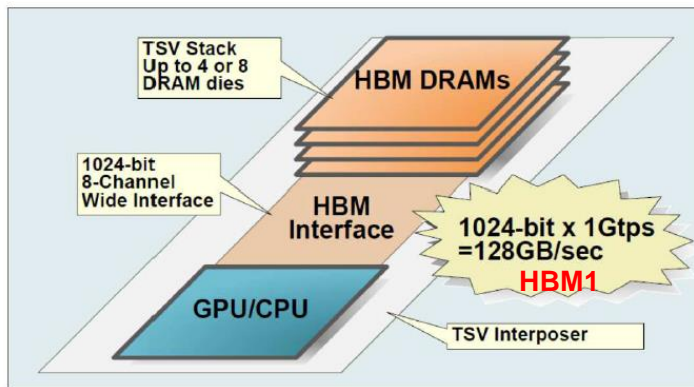 TSV Stack
Up to 4 or 8
DRAM dies
HBM DRAMs
1024-bit
8-Channel
Wide Interface
HBM
Interface
1024-bit x 1Gtps
=128GB/sec
HBM1
GPU/CPU
TSV Interposer